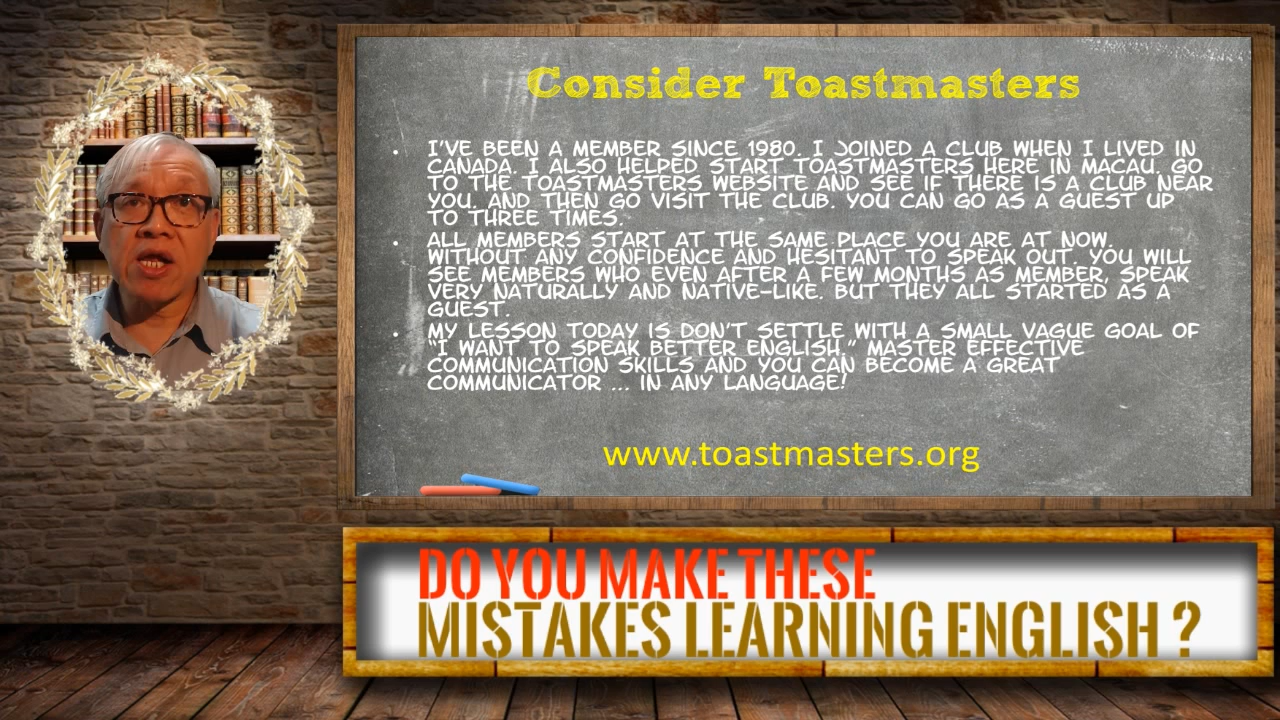 Consider Toastmasters
• I'VE BEEN A MEMBER SINCE 1980. I JOINED A CLUB WHEN I LIVED IN
CANADA. I ALSO HELPED START TOASTMASTERS HERE IN MACAU. GO
TO THE TOASTMASTERS WEBSITE AND SEE IF THERE IS A CLUB NEAR
YOU. AND THEN GO VISIT THE CLUB. YOU CAN GO AS A GUEST UP
TO THREE TIMES.
• ALL MEMBERS START AT THE SAME PLACE YOU ARE AT NOW.
WITHOUT ANY CONFIDENCE AND HESITANT TO SPEAK OUT. YOU WILL
SEE MEMBERS WHO EVEN AFTER A FEW MONTHS AS MEMBER, SPEAK
VERY NATURALLY AND NATIVE-LIKE. BUT THEY ALL STARTED AS A
GUEST.
• MY LESSON TODAY IS DON'T SETTLE WITH A SMALL VAGUE GOAL OF
"I WANT TO SPEAK BETTER ENGLISH." MASTER EFFECTIVE
COMMUNICATION SKILLS AND YOU CAN BECOME A GREAT
COMMUNICATOR ... IN ANY LANGUAGE!
www.toastmasters.org
DO YOU MAKE THESE
MISTAKES LEARNING ENGLISH ?